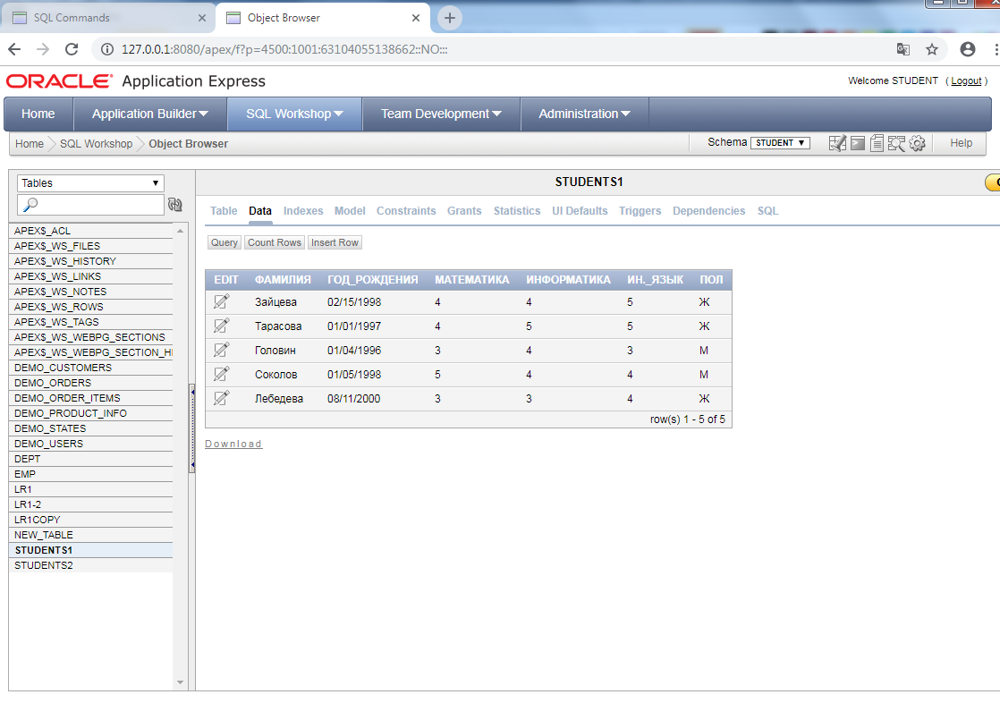 SQL Commands
Object Browser
127.0.0.1:8080/apex/f?p=4500:1001:63104055138662::NO:::
ORACLE Application Express
Welcome STUDENT ( Logout )
Home Application Builder SQL Workshop Team Development Administration
Home SQL Workshop Object Browser
Schema STUDENT Help
Tables
APEX$_ACL
APEX$_WS_FILES
APEX$_WS_HISTORY
APEX$_WS_LINKS
APEX$_WS_NOTES
APEX$_WS_ROWS
APEX$_WS_TAGS
APEX$_WS_WEBPG_SECTIONS
APEX$_WS_WEBPG_SECTION_HI
DEMO_CUSTOMERS
DEMO_ORDERS
DEMO_ORDER_ITEMS
DEMO_PRODUCT_INFO
DEMO_STATES
DEMO_USERS
DEPT
EMP
LR1
LR1-2
LR1COPY
NEW_TABLE
STUDENTS1
STUDENTS2
STUDENTS1
Table Data Indexes Model Constraints Grants Statistics UI Defaults Triggers Dependencies SQL
Query Count Rows Insert Row
EDIT ФАМИЛИЯ ГОД_РОЖДЕНИЯ МАТЕМАТИКА ИНФОРМАТИКА ИН._ЯЗЫК ПОЛ
Зайцева 02/15/1998 4 4 5 Ж
Тарасова 01/01/1997 4 5 5 Ж
Головин 01/04/1996 3 4 3 М
Соколов 01/05/1998 5 4 4 М
Лебедева 08/11/2000 3 3 4 Ж
row(s) 1 - 5 of 5
Download